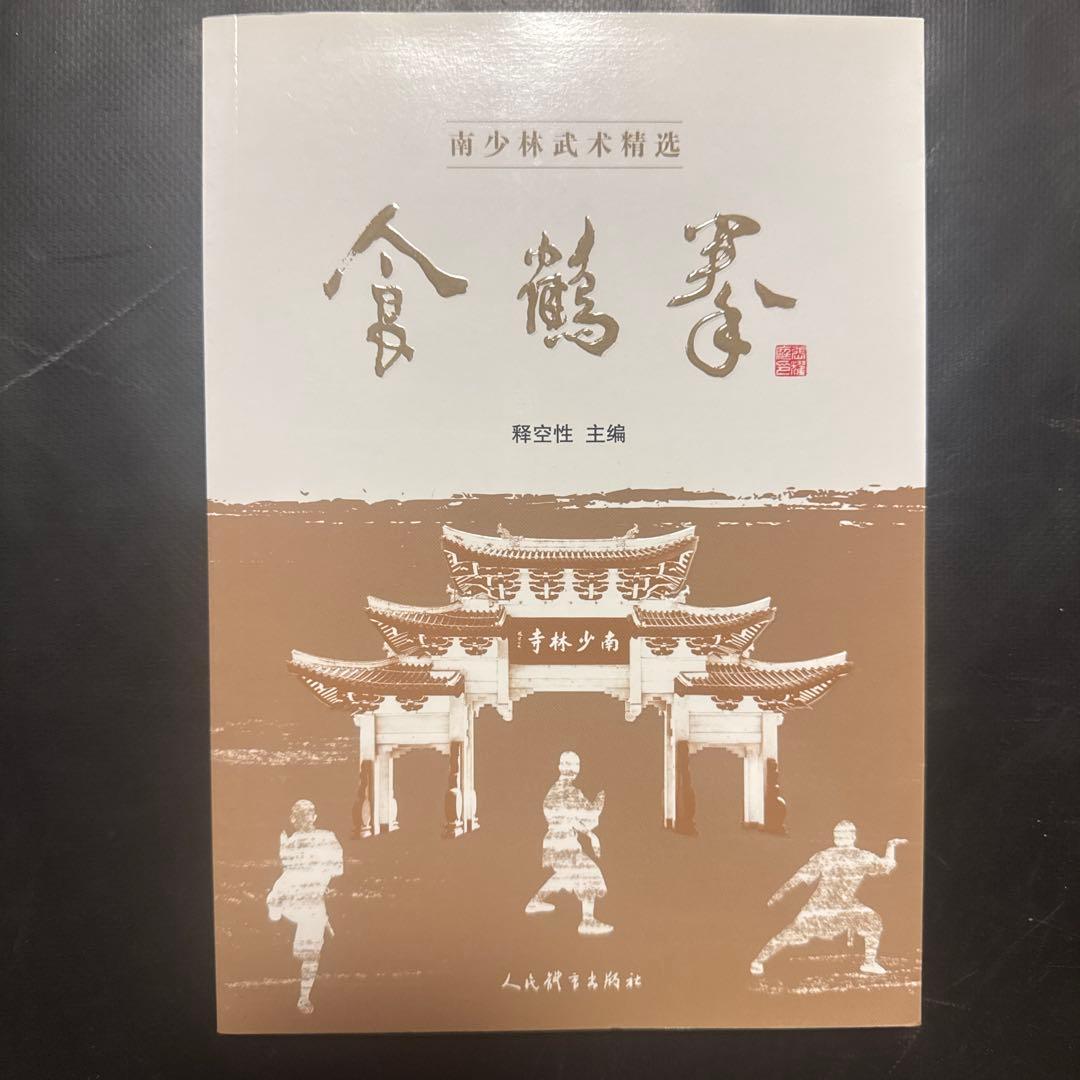 南少林武术精选
食鹤拳
释空性 主编
南少林寺
人民体育出版社